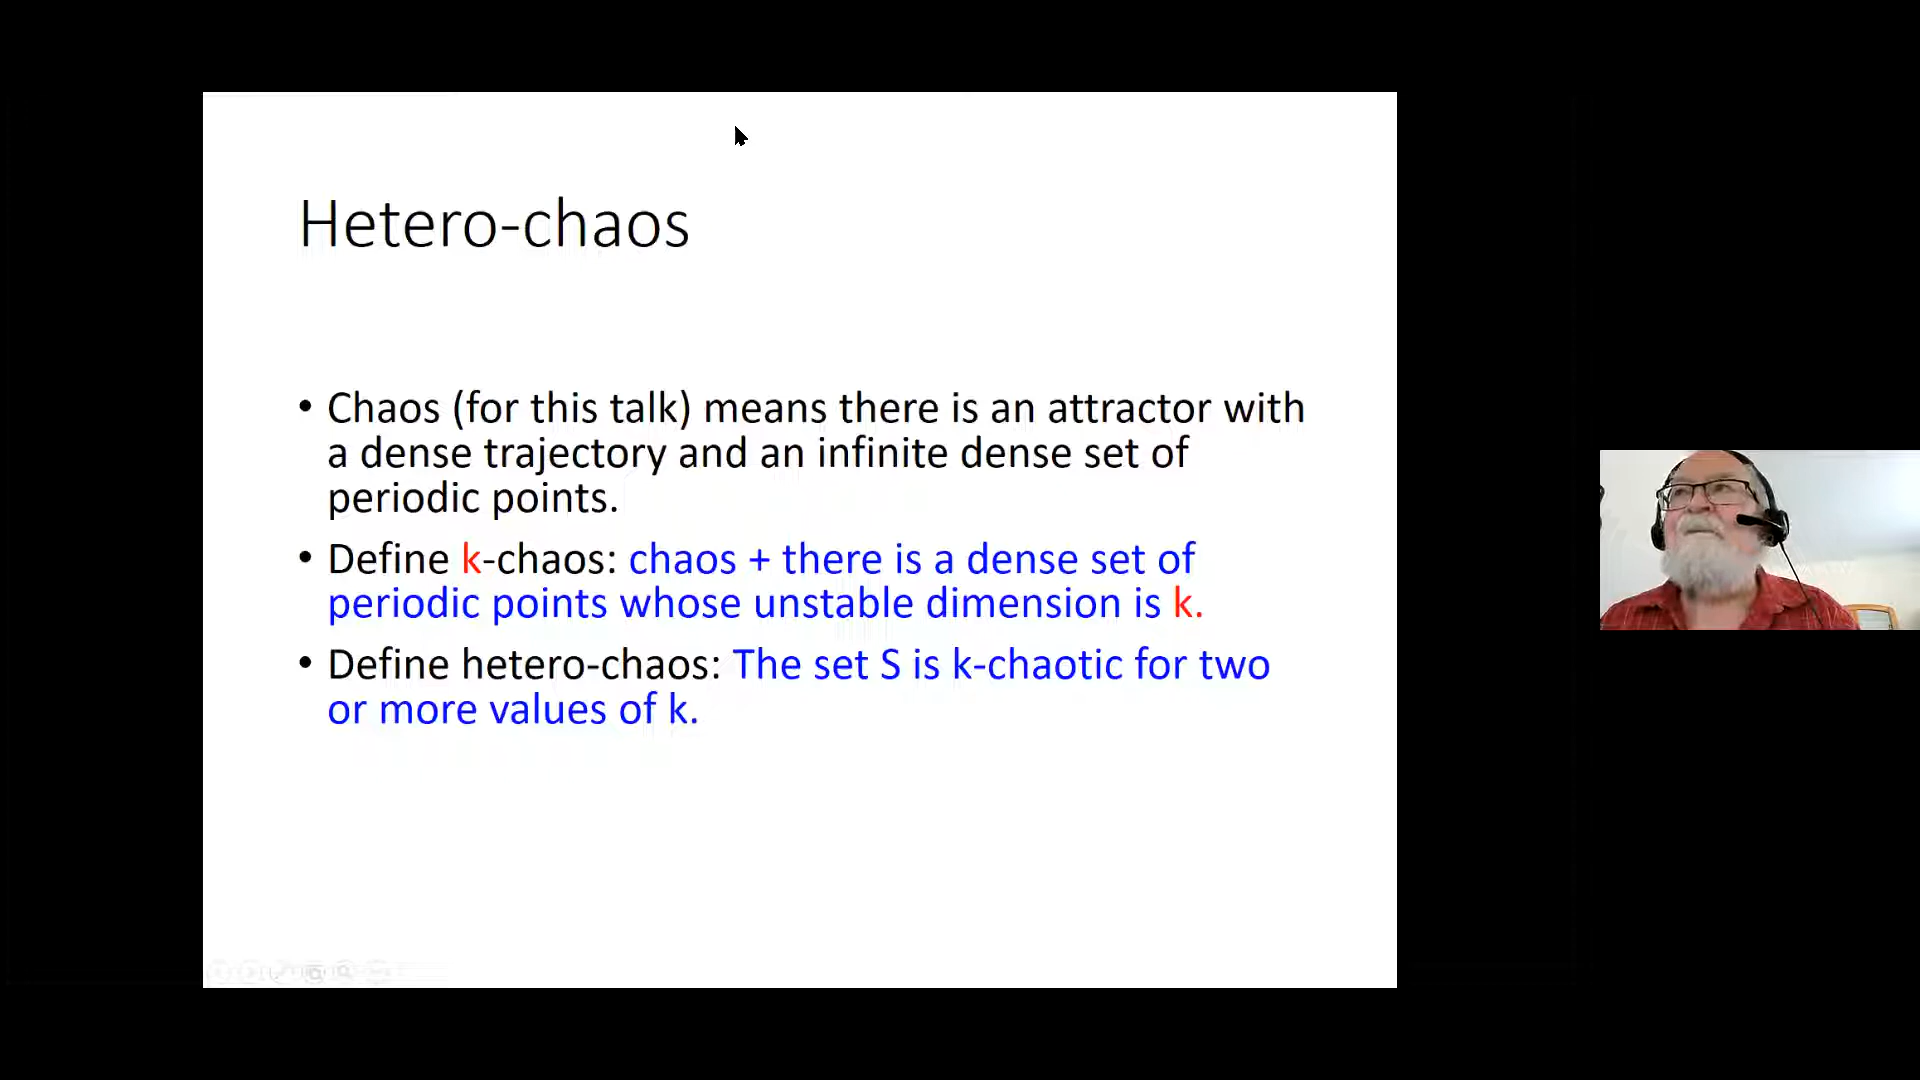 Hetero-chaos
• Chaos (for this talk) means there is an attractor with
a dense trajectory and an infinite dense set of
periodic points.
• Define k-chaos: chaos + there is a dense set of
periodic points whose unstable dimension is k.
• Define hetero-chaos: The set S is k-chaotic for two
or more values of k.